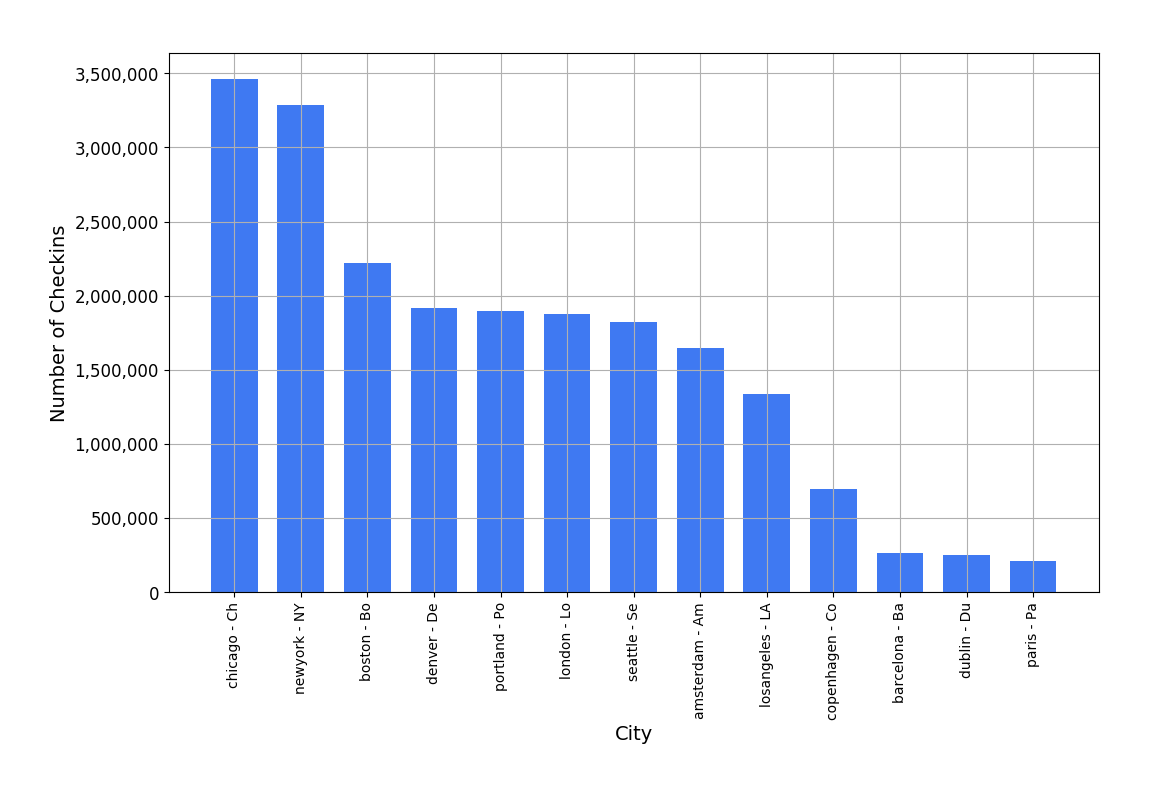 3,500,000
3,000,000
2,500,000
2,000,000
1,500,000
1,000,000
500,000
0
Number of Checkins
chicago - Ch
newyork - NY
boston - Bo
denver - De
portland - Po
london - Lo
seattle - Se
amsterdam - Am
losangeles - LA
copenhagen - Co
barcelona - Ba
dublin - Du
paris - Pa
City